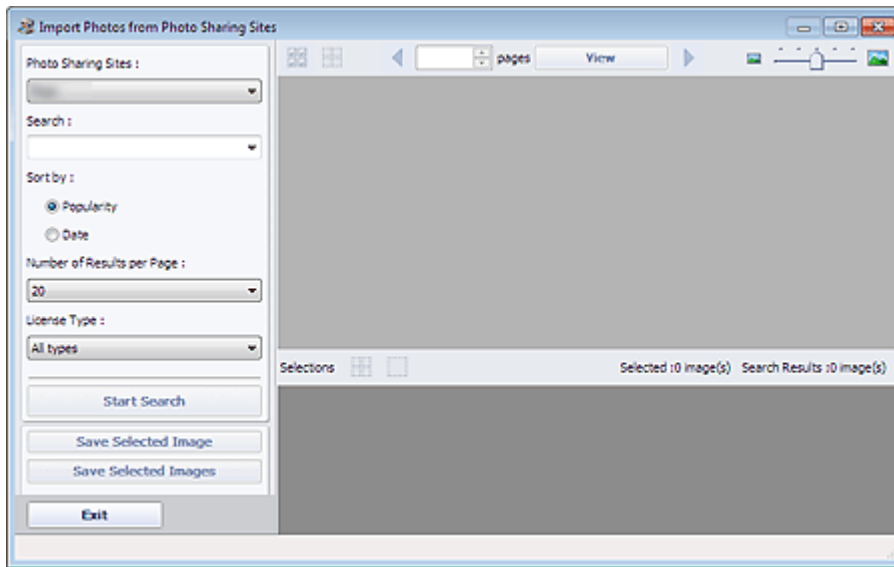 Import Photos from Photo Sharing Sites
Photo Sharing Sites :
Search :
Sort by :
Popularity
Date
Number of Results per Page :
20
License Type :
All types
Start Search
Save Selected Image
Save Selected Images
Exit
pages View
Selections Selected :0 image(s) Search Results :0 image(s)